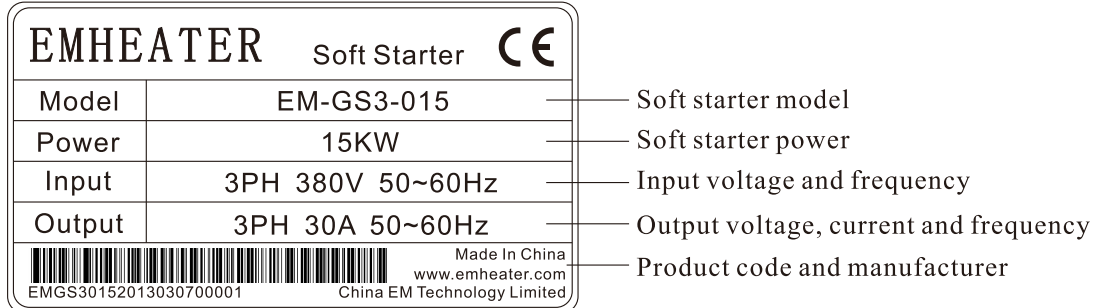 EMHEATER Soft Starter CE
Model EM-GS3-015 Soft starter model
Power 15KW Soft starter power
Input 3PH 380V 50~60Hz Input voltage and frequency
Output 3PH 30A 50~60Hz Output voltage, current and frequency
Made In China
www.emheater.com Product code and manufacturer
EMGS30152013030700001 China EM Technology Limited